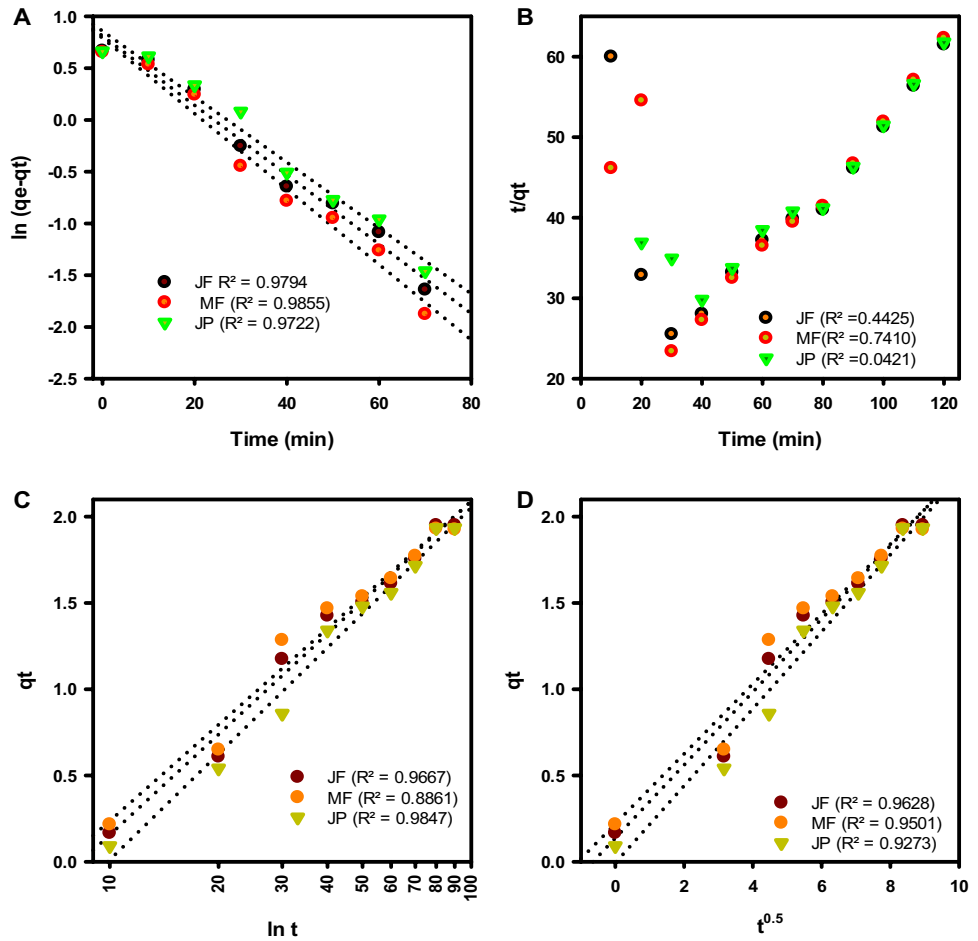 A
1.0
0.5
0.0
-0.5
-1.0
-1.5
-2.0
-2.5
ln (qe-qt)
JF R² = 0.9794
MF (R² = 0.9855)
JP (R² = 0.9722)
0 20 40 60 80
Time (min)
B
60
50
40
30
20
t/qt
JF (R² =0.4425)
MF(R² =0.7410)
JP (R² =0.0421)
0 20 40 60 80 100 120
Time (min)
C
2.0
1.5
1.0
0.5
0.0
qt
JF (R² = 0.9667)
MF (R² = 0.8861)
JP (R² = 0.9847)
10 20 30 40 50 60 70 80 90 100
ln t
D
2.0
1.5
1.0
0.5
0.0
qt
JF (R² = 0.9628)
MF (R² = 0.9501)
JP (R² = 0.9273)
0 2 4 6 8 10
t^0.5